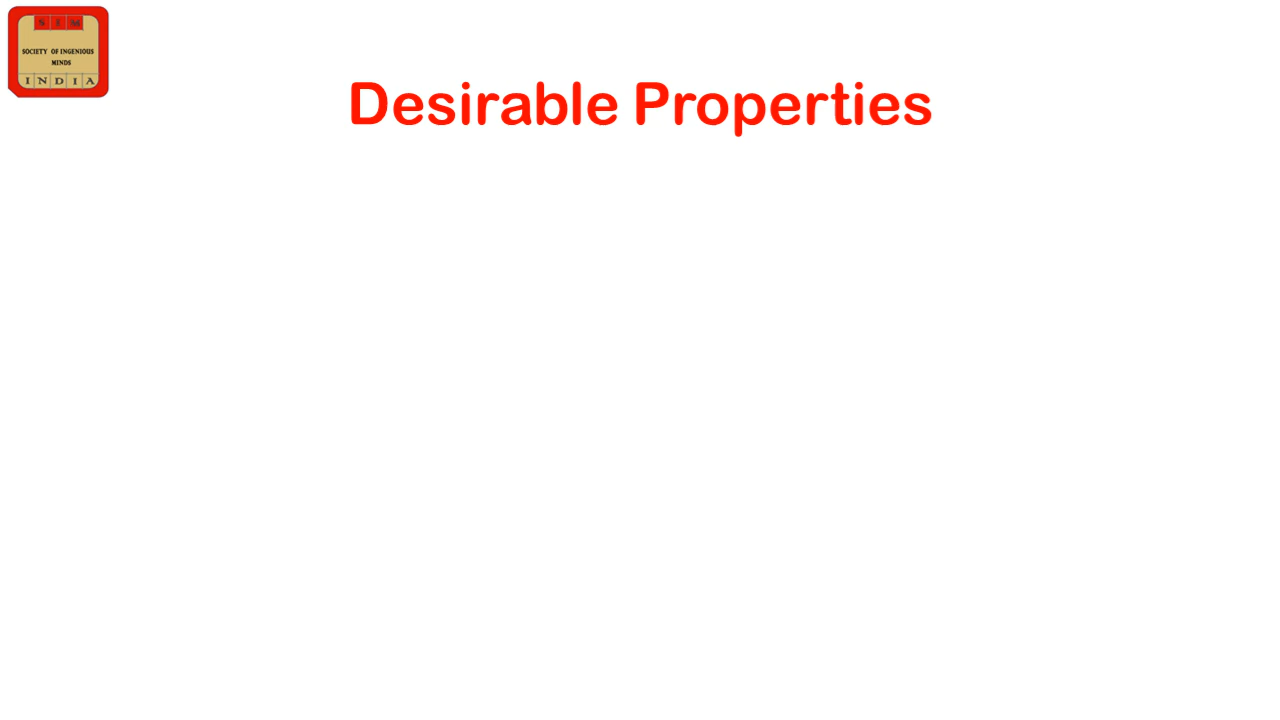 S I M
SOCIETY OF INGENIOUS
MINDS
I N D I A
Desirable Properties